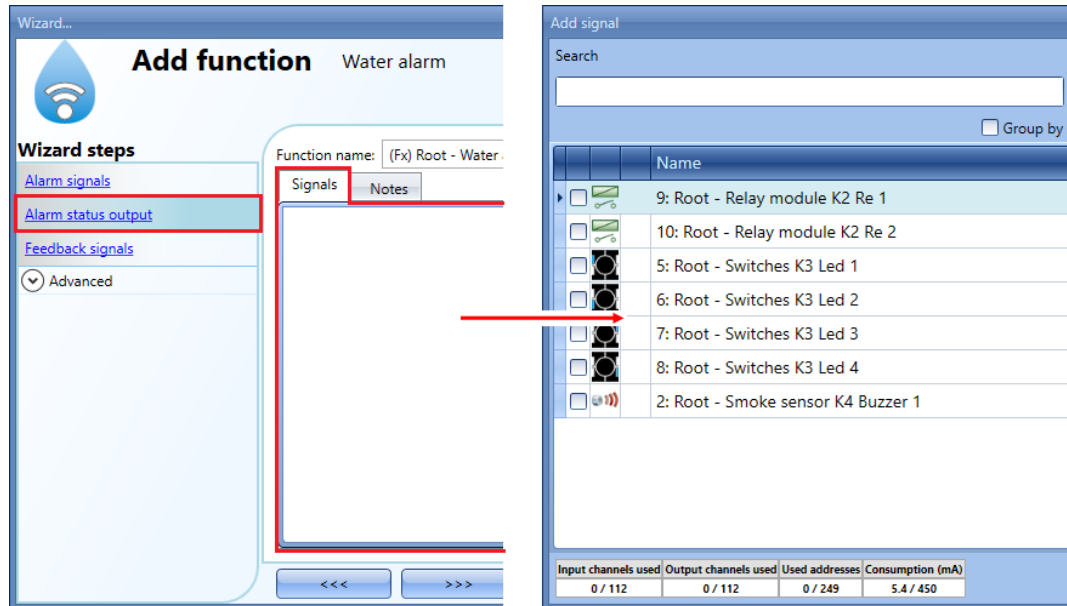 Wizard...
Add function Water alarm
Wizard steps
Alarm signals
Alarm status output
Feedback signals
Advanced
Function name: (Fx) Root - Water
Signals Notes
<<< >>>
Add signal
Search
Group by
Name
9: Root - Relay module K2 Re 1
10: Root - Relay module K2 Re 2
5: Root - Switches K3 Led 1
6: Root - Switches K3 Led 2
7: Root - Switches K3 Led 3
8: Root - Switches K3 Led 4
2: Root - Smoke sensor K4 Buzzer 1
Input channels used Output channels used Used addresses Consumption (mA)
0 / 112 0 / 112 0 / 249 5.4 / 450